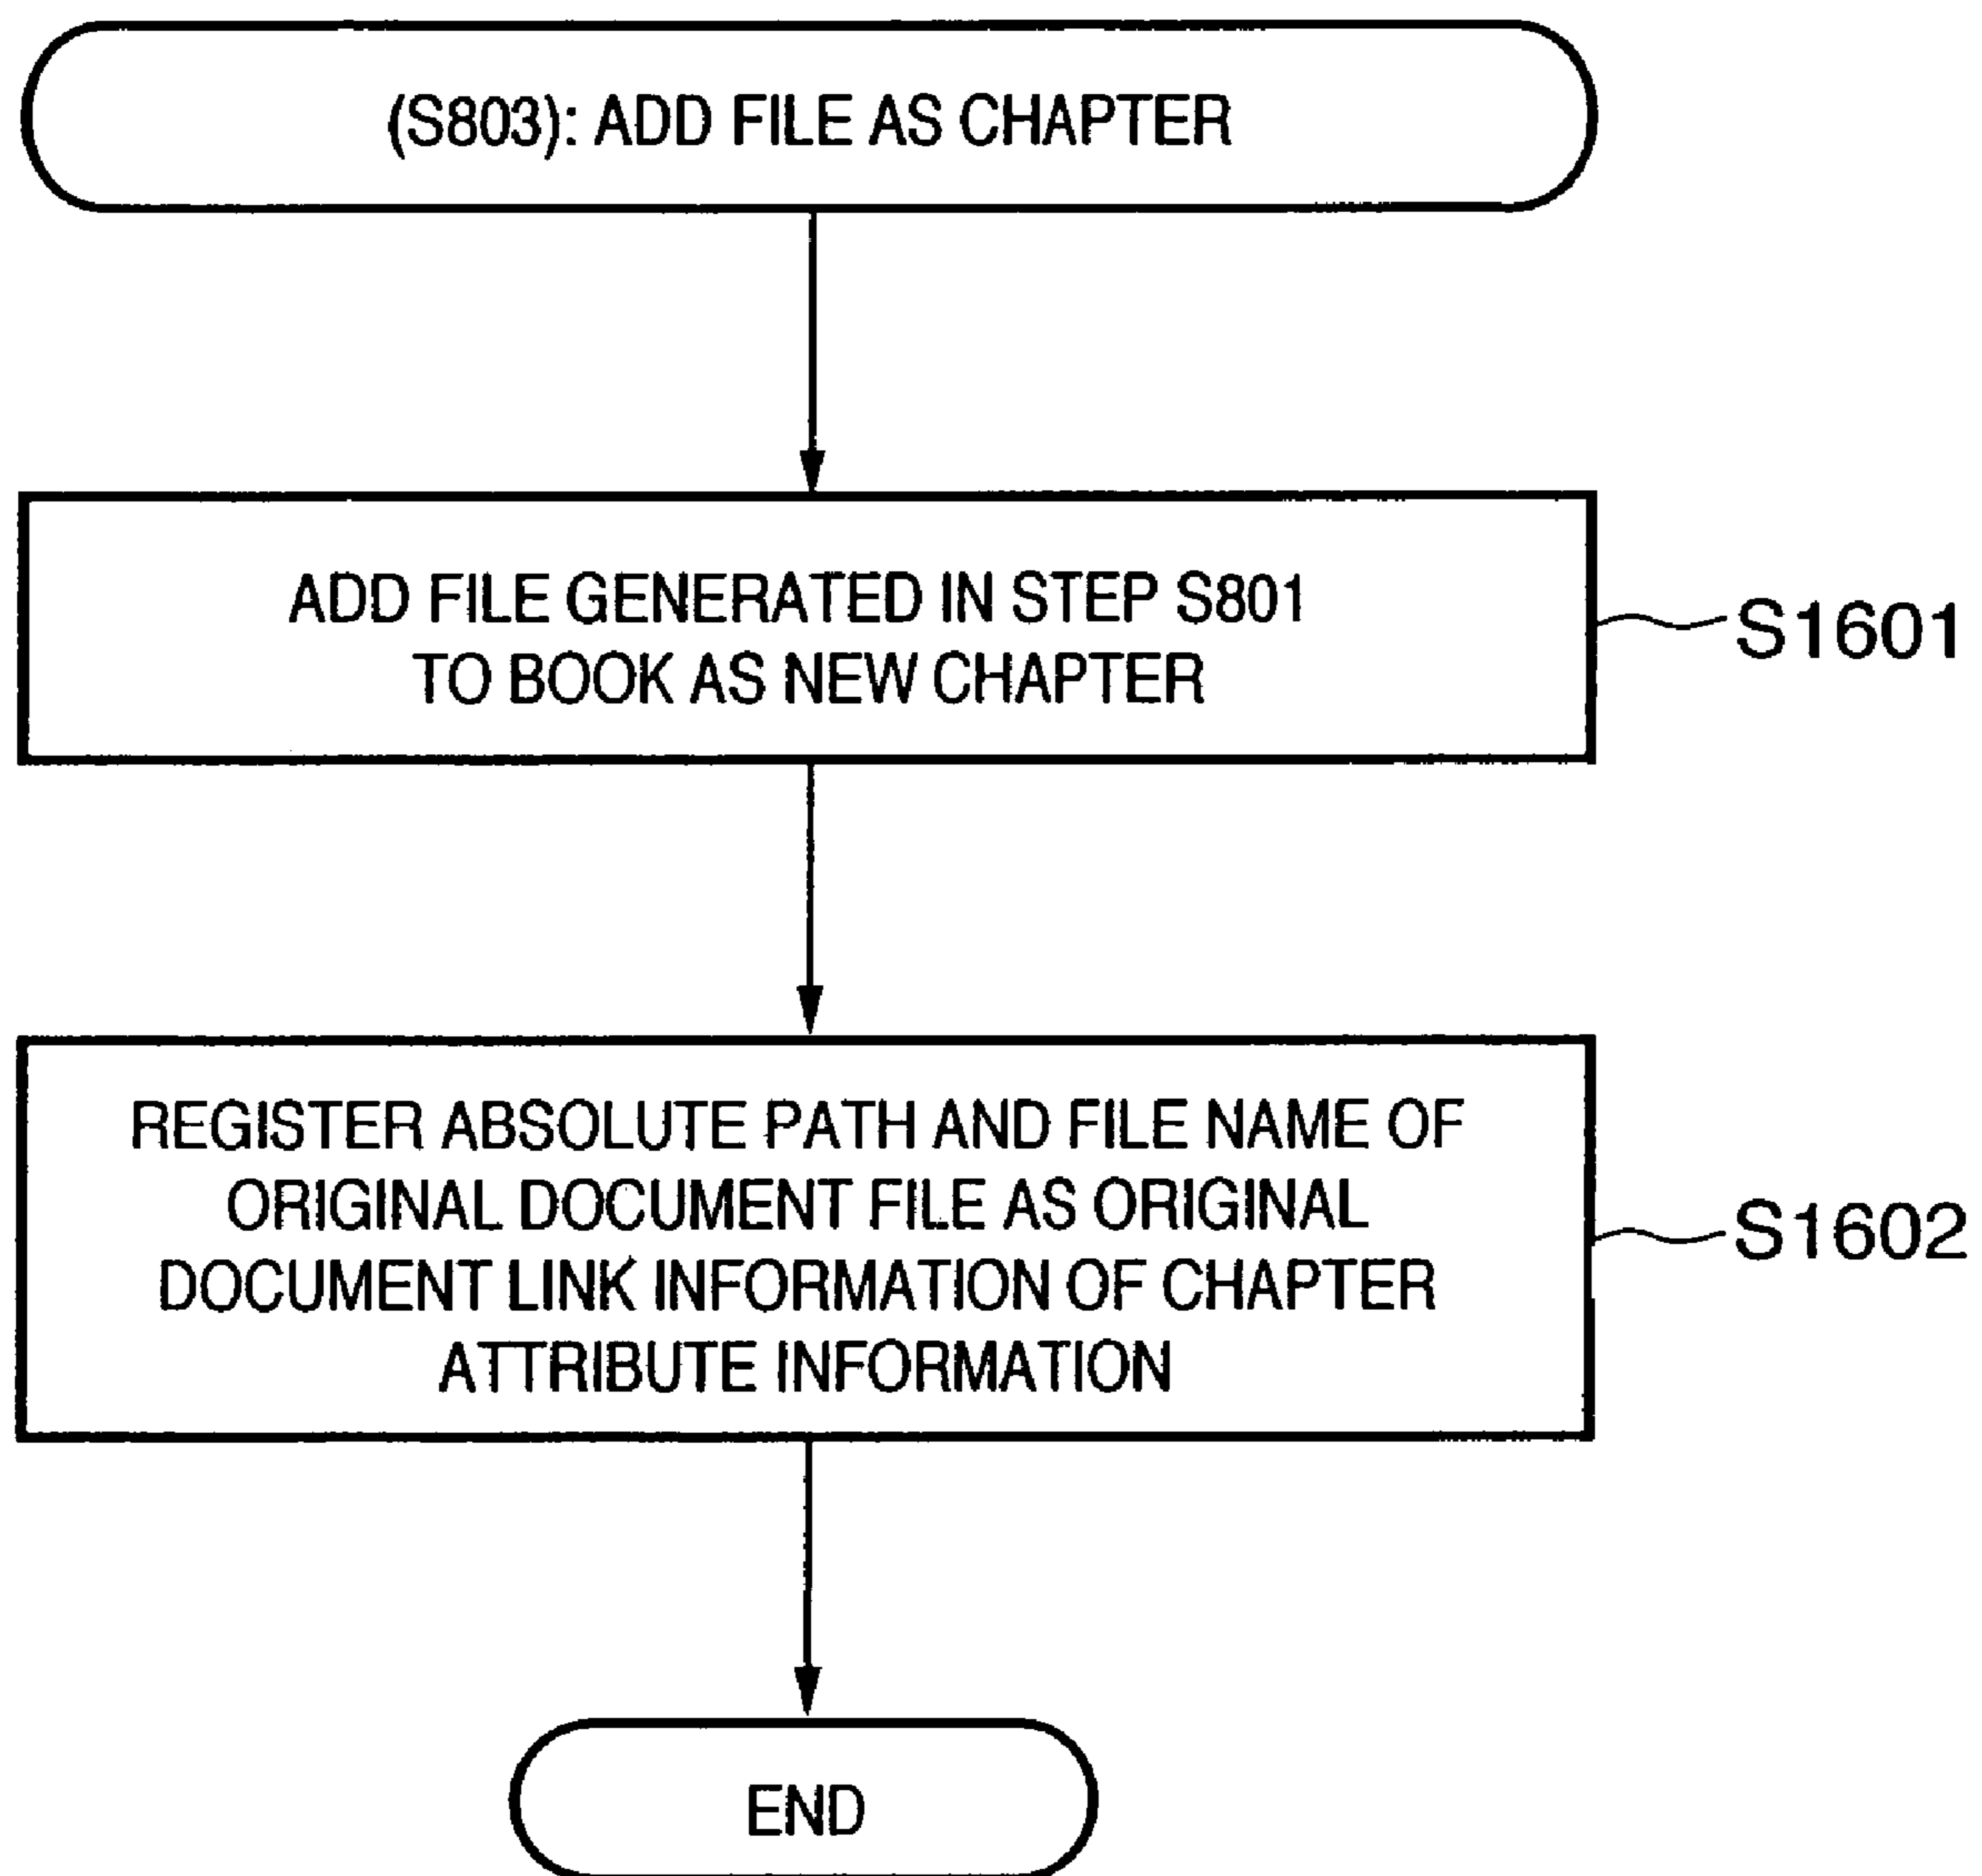 (S803): ADD FILE AS CHAPTER
ADD FILE GENERATED IN STEP S801
TO BOOK AS NEW CHAPTER
S1601
REGISTER ABSOLUTE PATH AND FILE NAME OF
ORIGINAL DOCUMENT FILE AS ORIGINAL
DOCUMENT LINK INFORMATION OF CHAPTER
ATTRIBUTE INFORMATION
S1602
END